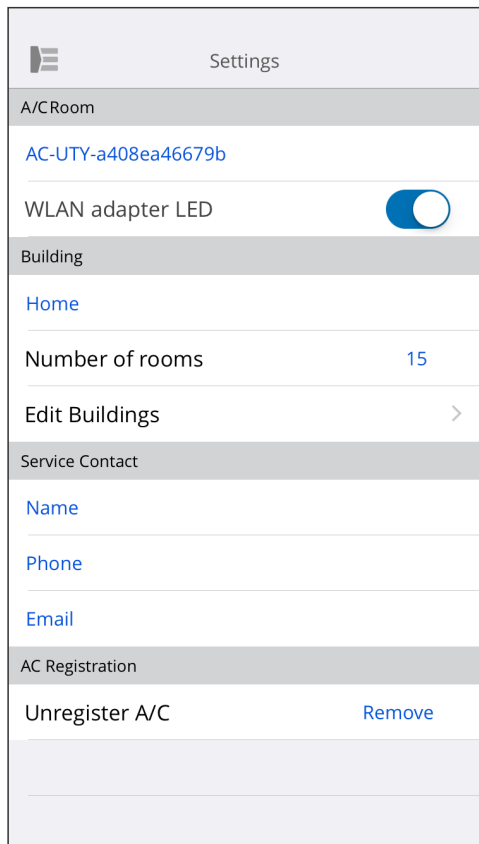 Settings
A/C Room
AC-UTY-a408ea46679b
WLAN adapter LED
Building
Home
Number of rooms 15
Edit Buildings
Service Contact
Name
Phone
Email
AC Registration
Unregister A/C Remove